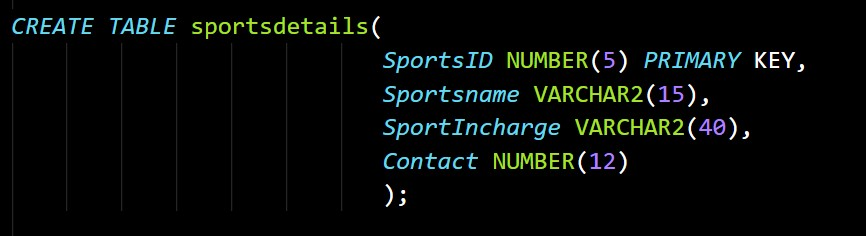 CREATE TABLE sportsdetails(
SportsID NUMBER(5) PRIMARY KEY,
Sportsname VARCHAR2(15),
SportIncharge VARCHAR2(40),
Contact NUMBER(12)
);